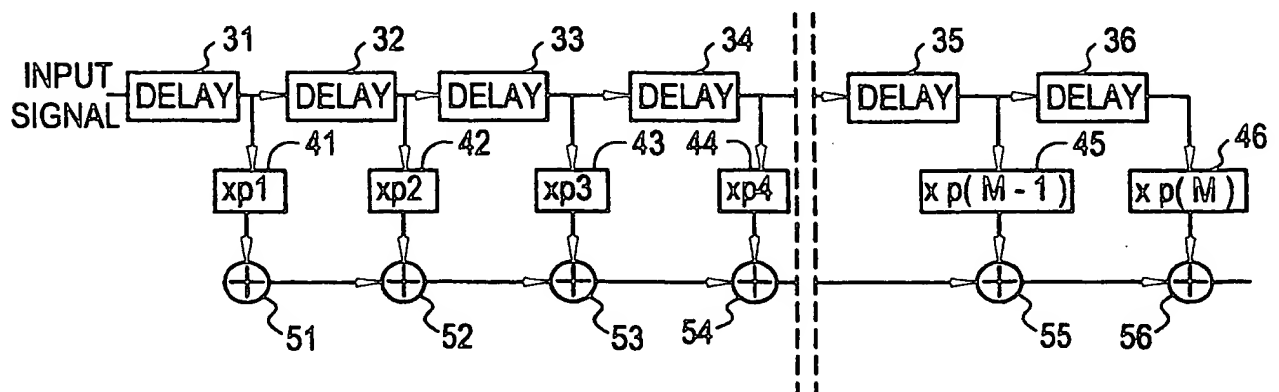 31 32 33 34 35 36
INPUT SIGNAL
DELAY DELAY DELAY DELAY DELAY DELAY
41 42 43 44 45 46
xp1 xp2 xp3 xp4 x p( M - 1 ) x p( M )
51 52 53 54 55 56